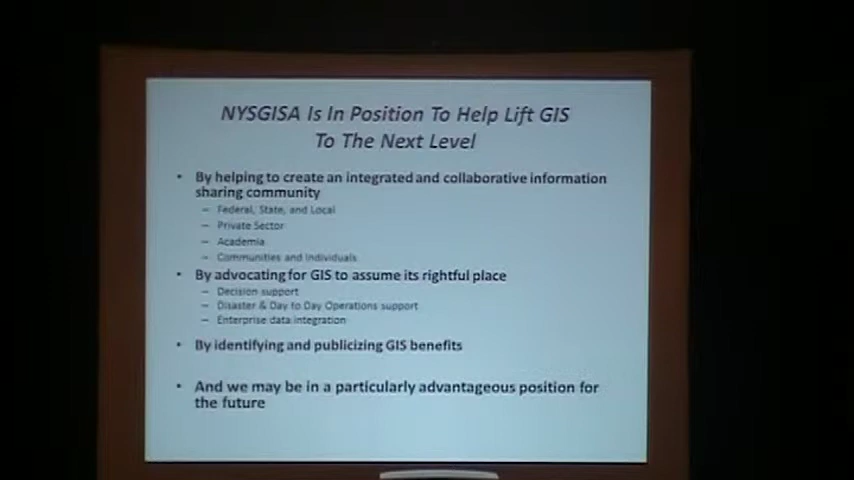 NYSGISA Is In Position To Help Lift GIS
To The Next Level
• By helping to create an integrated and collaborative information
sharing community
– Federal, State, and Local
– Private Sector
– Academia
– Communities and Individuals
• By advocating for GIS to assume its rightful place
– Decision support
– Disaster & Day to Day Operations support
– Enterprise data integration
• By identifying and publicizing GIS benefits
• And we may be in a particularly advantageous position for
the future